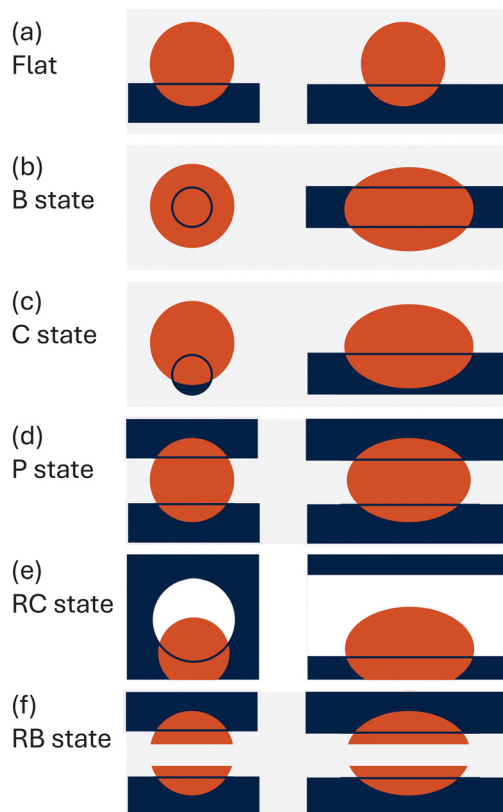 (a)
Flat
(b)
B state
(c)
C state
(d)
P state
(e)
RC state
(f)
RB state